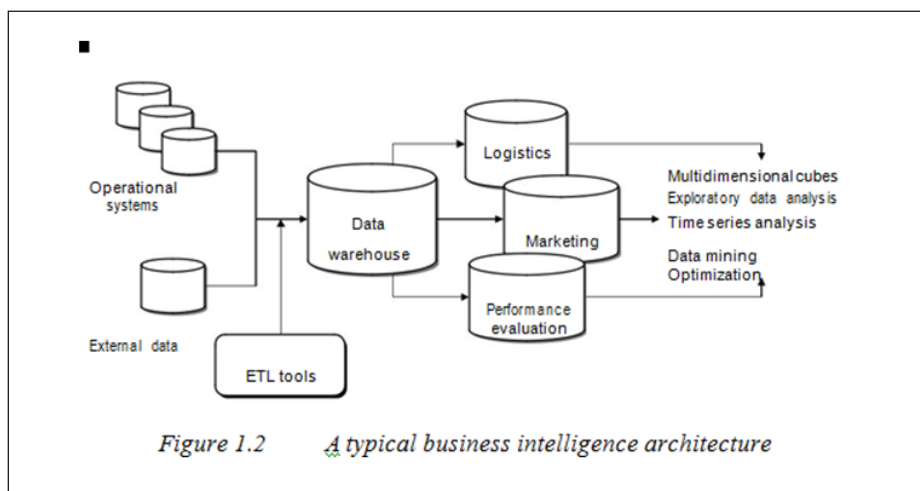 Operational
systems
External data
ETL tools
Data
warehouse
Logistics
Marketing
Performance
evaluation
Multidimensional cubes
Exploratory data analysis
Time series analysis
Data mining
Optimization
Figure 1.2 A typical business intelligence architecture